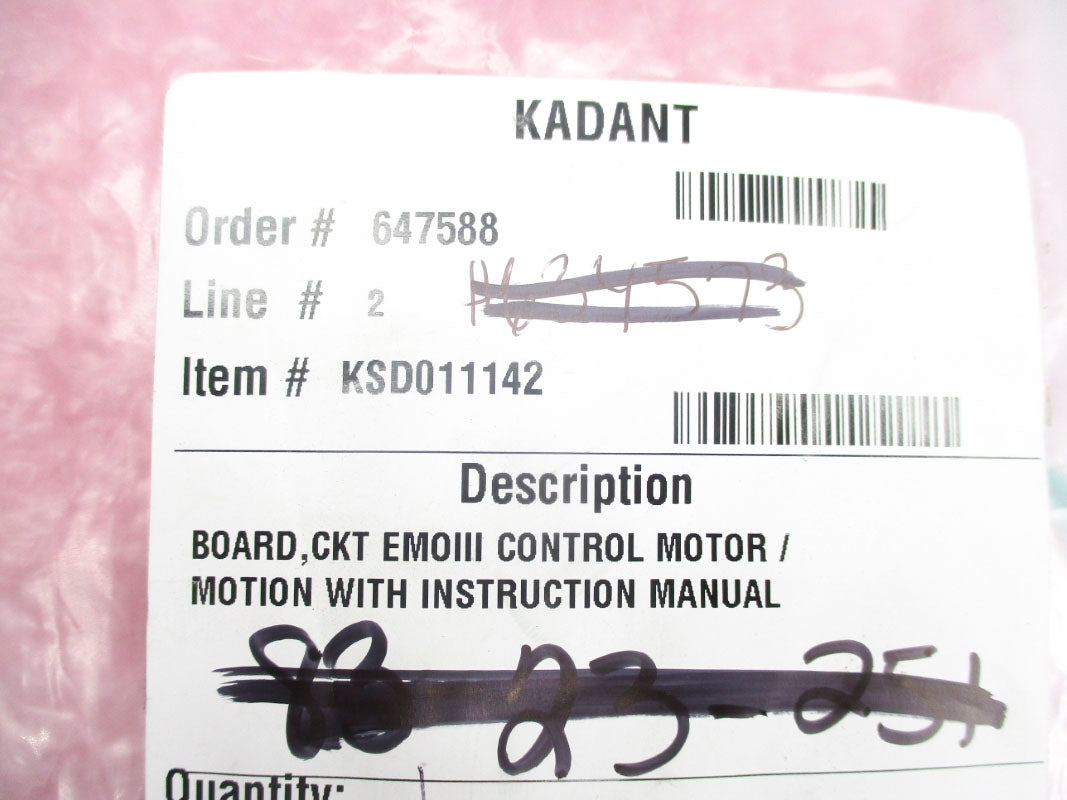 KADANT
Order # 647588
Line # 2
Item # KSD011142
Description
BOARD,CKT EMOIII CONTROL MOTOR /
MOTION WITH INSTRUCTION MANUAL
Quantity: